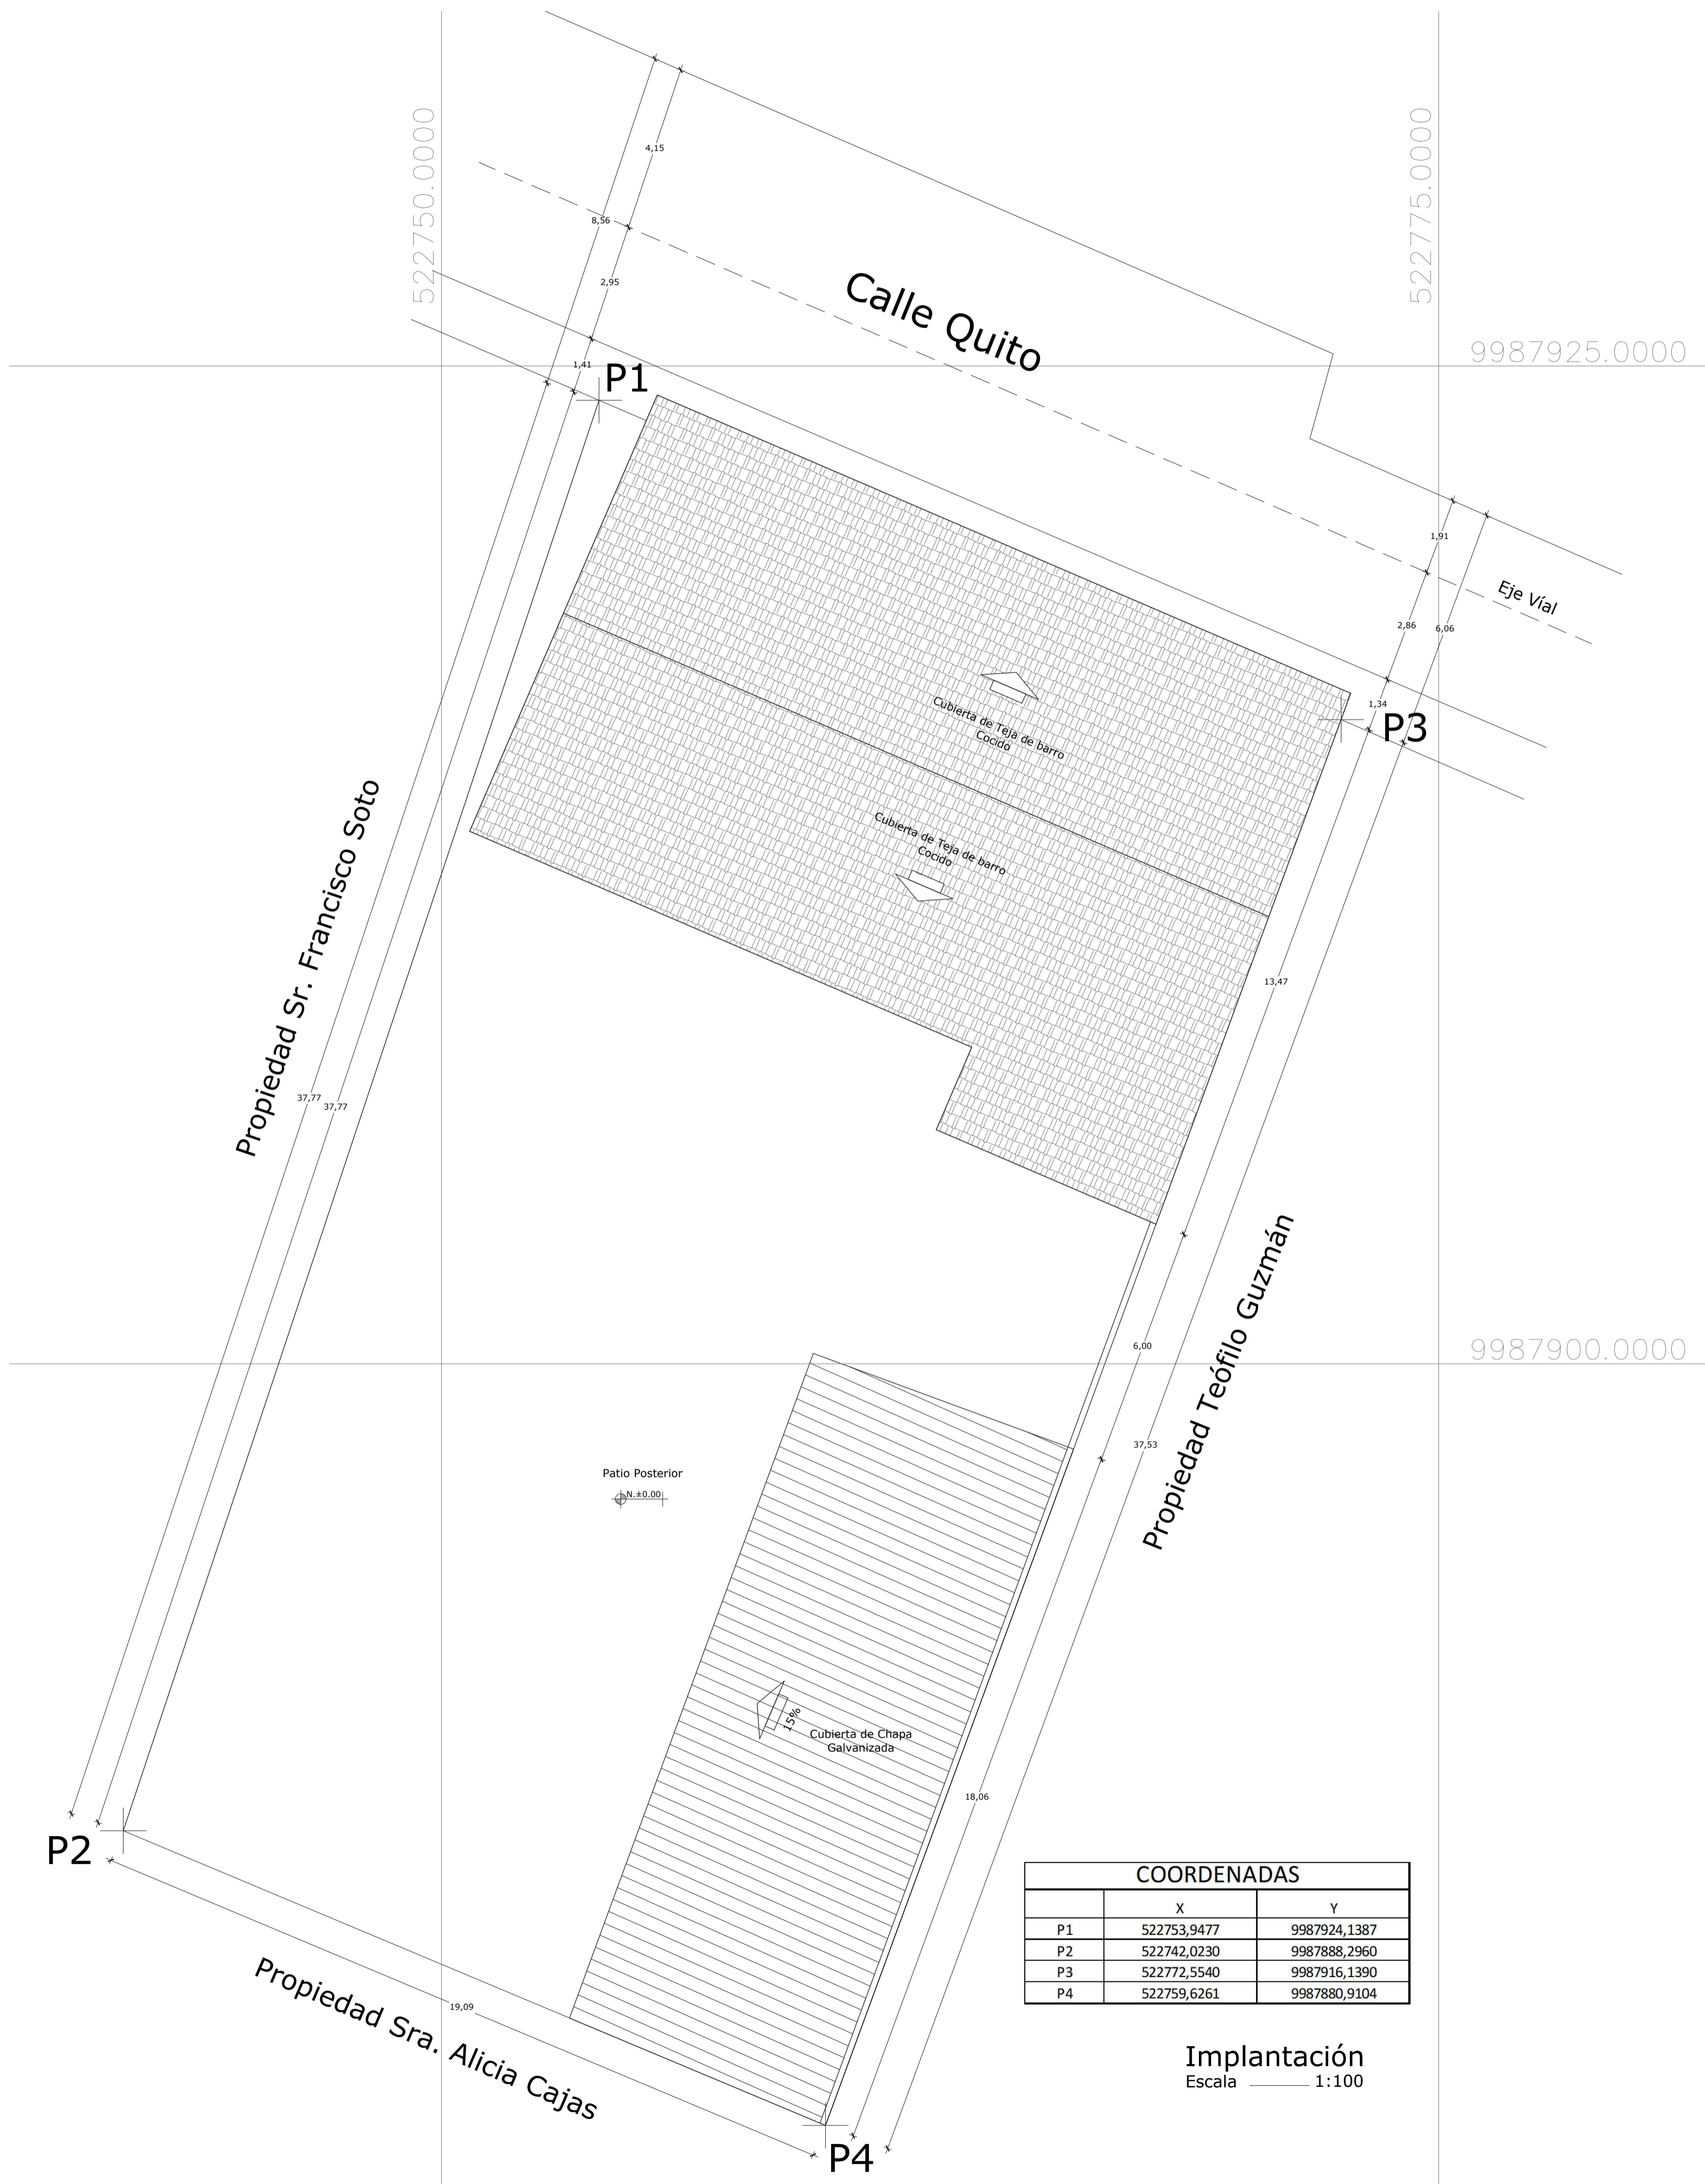 522750.0000
522775.0000
4,15
8,56
2,95
Calle Quito
9987925.0000
1,41
P1
1,91
Eje Víal
2,86
6,06
1,34
P3
Cubierta de Teja de barro
Cocido
Cubierta de Teja de barro
Cocido
Propiedad Sr. Francisco Soto
13,47
37,77
37,77
Propiedad Teófilo Guzmán
6,00
9987900.0000
37,53
Patio Posterior
N.±0.00
15%
Cubierta de Chapa
Galvanizada
18,06
P2
19,09
Propiedad Sra. Alicia Cajas
P4
COORDENADAS
X Y
P1 522753,9477 9987924,1387
P2 522742,0230 9987888,2960
P3 522772,5540 9987916,1390
P4 522759,6261 9987880,9104
Implantación
Escala 1:100